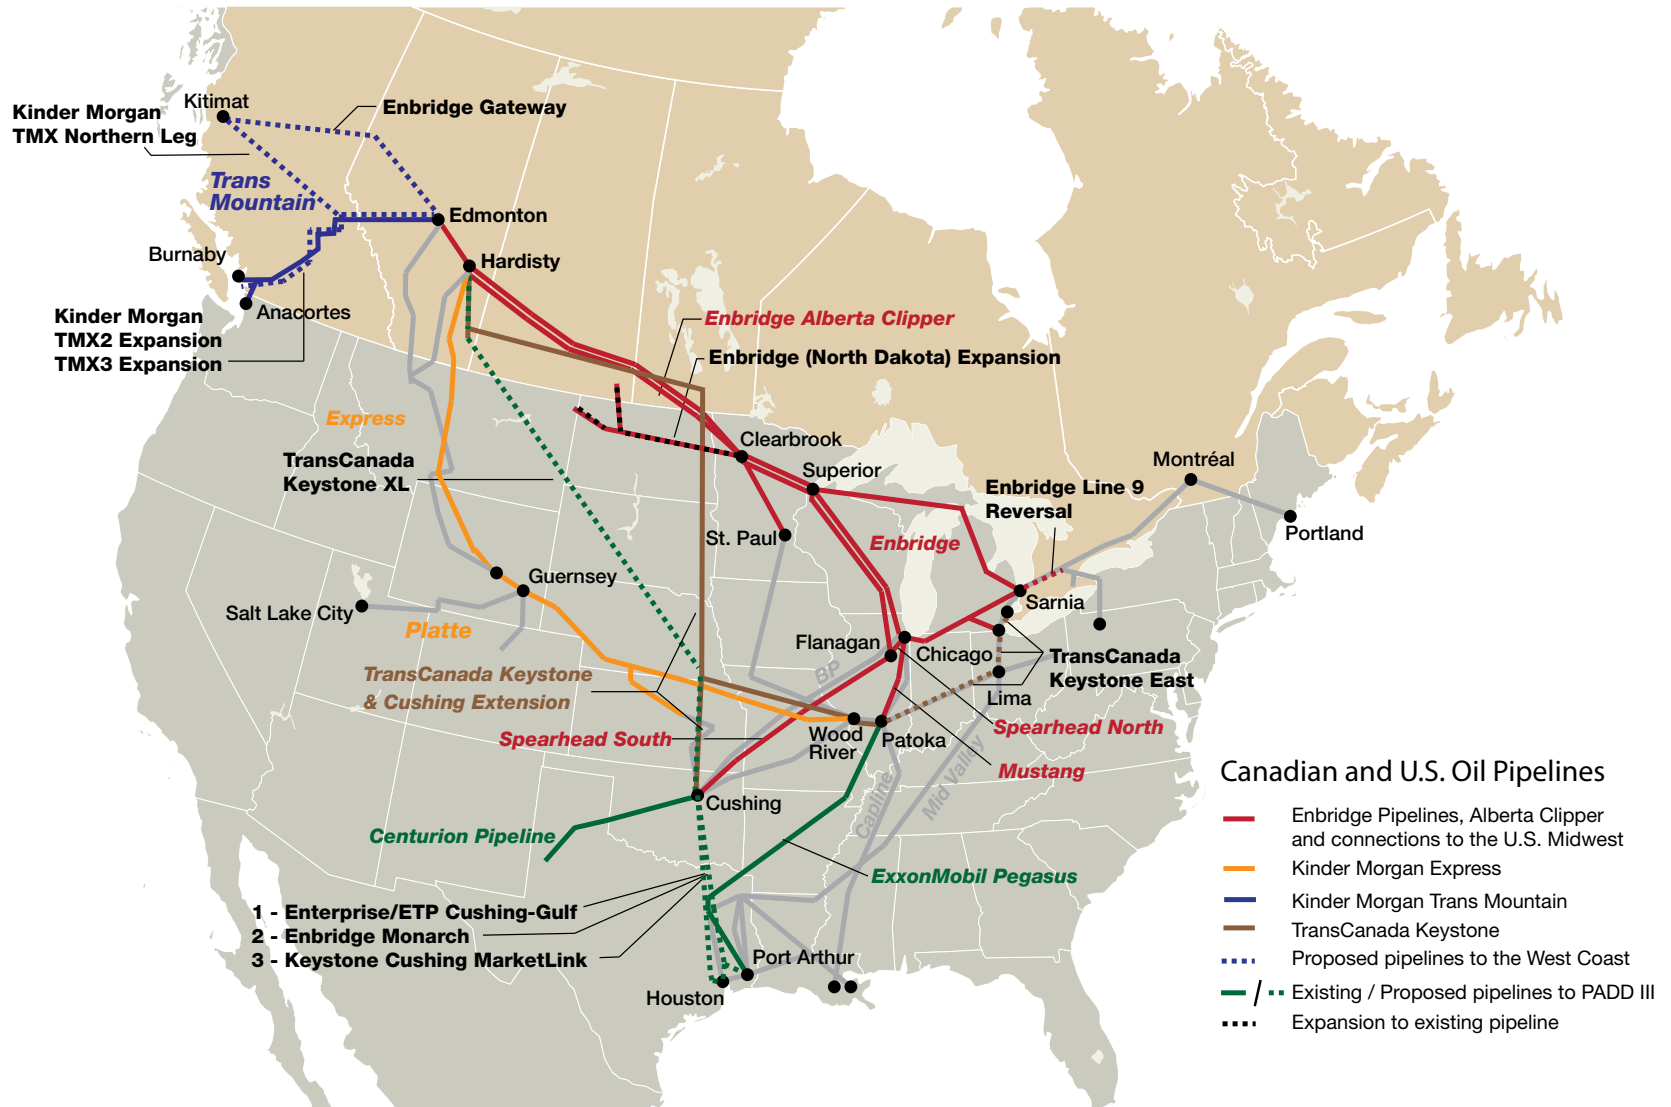 Kitimat
Kinder Morgan
TMX Northern Leg
Enbridge Gateway
Trans
Mountain
Edmonton
Burnaby
Hardisty
Anacortes
Kinder Morgan
TMX2 Expansion
TMX3 Expansion
Enbridge Alberta Clipper
Enbridge (North Dakota) Expansion
Express
TransCanada
Keystone XL
Clearbrook
Superior
Montréal
Enbridge Line 9
Reversal
Portland
St. Paul
Enbridge
Guernsey
Salt Lake City
Sarnia
Platte
Flanagan
Chicago
TransCanada
Keystone East
BP
TransCanada Keystone
& Cushing Extension
Lima
Spearhead South
Wood
River
Patoka
Spearhead North
Mustang
Cushing
Capline
Mid Valley
Centurion Pipeline
ExxonMobil Pegasus
1 - Enterprise/ETP Cushing-Gulf
2 - Enbridge Monarch
3 - Keystone Cushing MarketLink
Port Arthur
Houston
Canadian and U.S. Oil Pipelines
Enbridge Pipelines, Alberta Clipper
and connections to the U.S. Midwest
Kinder Morgan Express
Kinder Morgan Trans Mountain
TransCanada Keystone
Proposed pipelines to the West Coast
/ Existing / Proposed pipelines to PADD III
Expansion to existing pipeline